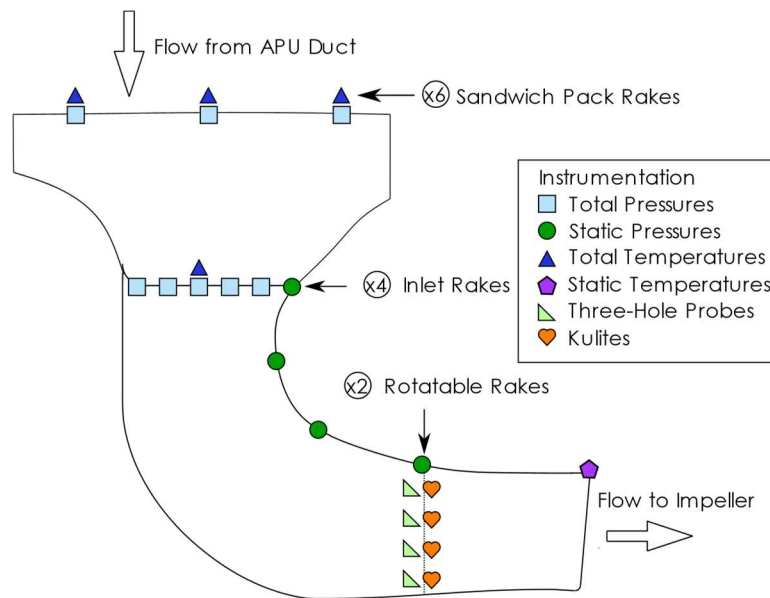 Flow from APU Duct
x6 Sandwich Pack Rakes
Instrumentation
Total Pressures
Static Pressures
Total Temperatures
Static Temperatures
Three-Hole Probes
Kulites
x4 Inlet Rakes
x2 Rotatable Rakes
Flow to Impeller